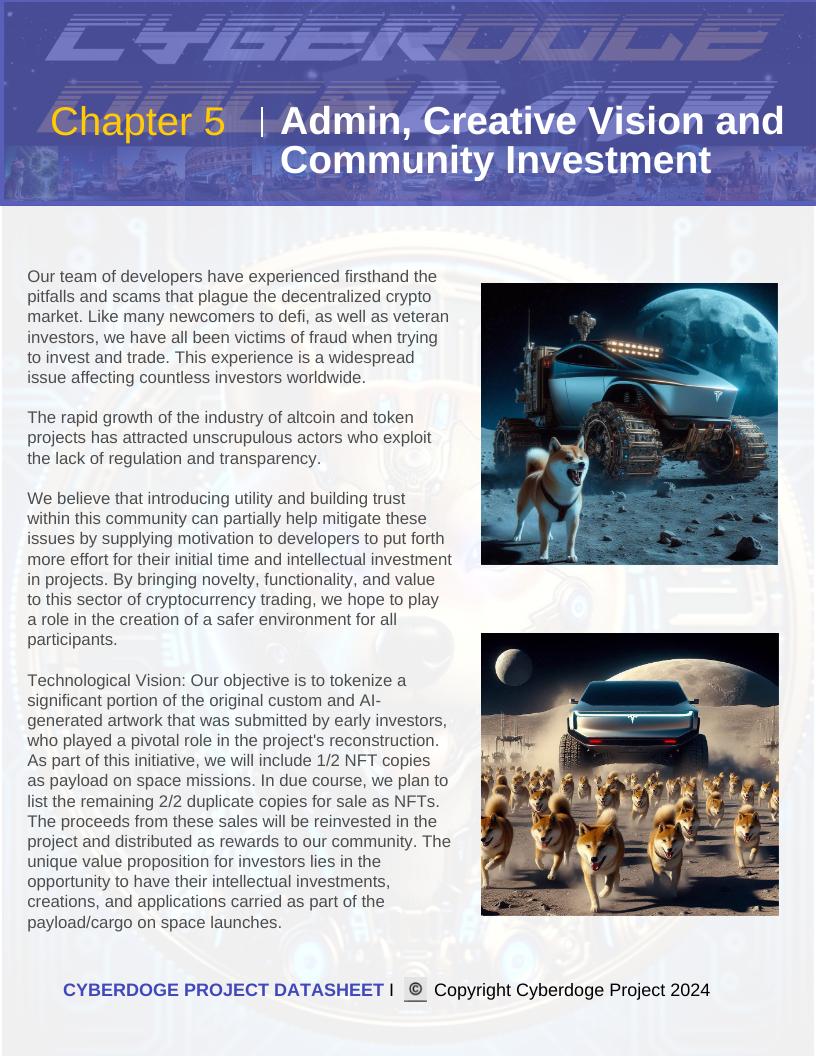 CYBERDOGE
DOGE DATA
Chapter 5 | Admin, Creative Vision and
Community Investment
Our team of developers have experienced firsthand the
pitfalls and scams that plague the decentralized crypto
market. Like many newcomers to defi, as well as veteran
investors, we have all been victims of fraud when trying
to invest and trade. This experience is a widespread
issue affecting countless investors worldwide.
The rapid growth of the industry of altcoin and token
projects has attracted unscrupulous actors who exploit
the lack of regulation and transparency.
We believe that introducing utility and building trust
within this community can partially help mitigate these
issues by supplying motivation to developers to put forth
more effort for their initial time and intellectual investment
in projects. By bringing novelty, functionality, and value
to this sector of cryptocurrency trading, we hope to play
a role in the creation of a safer environment for all
participants.
Technological Vision: Our objective is to tokenize a
significant portion of the original custom and AI-
generated artwork that was submitted by early investors,
who played a pivotal role in the project's reconstruction.
As part of this initiative, we will include 1/2 NFT copies
as payload on space missions. In due course, we plan to
list the remaining 2/2 duplicate copies for sale as NFTs.
The proceeds from these sales will be reinvested in the
project and distributed as rewards to our community. The
unique value proposition for investors lies in the
opportunity to have their intellectual investments,
creations, and applications carried as part of the
payload/cargo on space launches.
CYBERDOGE PROJECT DATASHEET I © Copyright Cyberdoge Project 2024